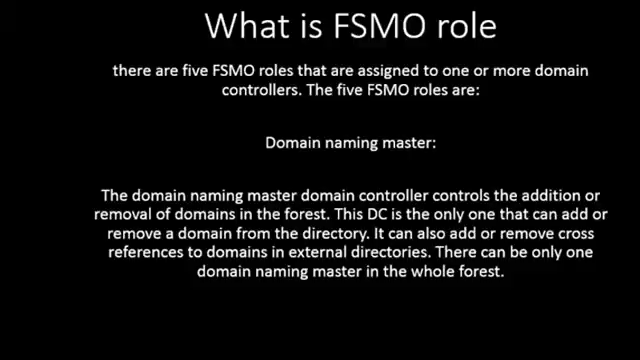 What is FSMO role
there are five FSMO roles that are assigned to one or more domain
controllers. The five FSMO roles are:
Domain naming master:
The domain naming master domain controller controls the addition or
removal of domains in the forest. This DC is the only one that can add or
remove a domain from the directory. It can also add or remove cross
references to domains in external directories. There can be only one
domain naming master in the whole forest.